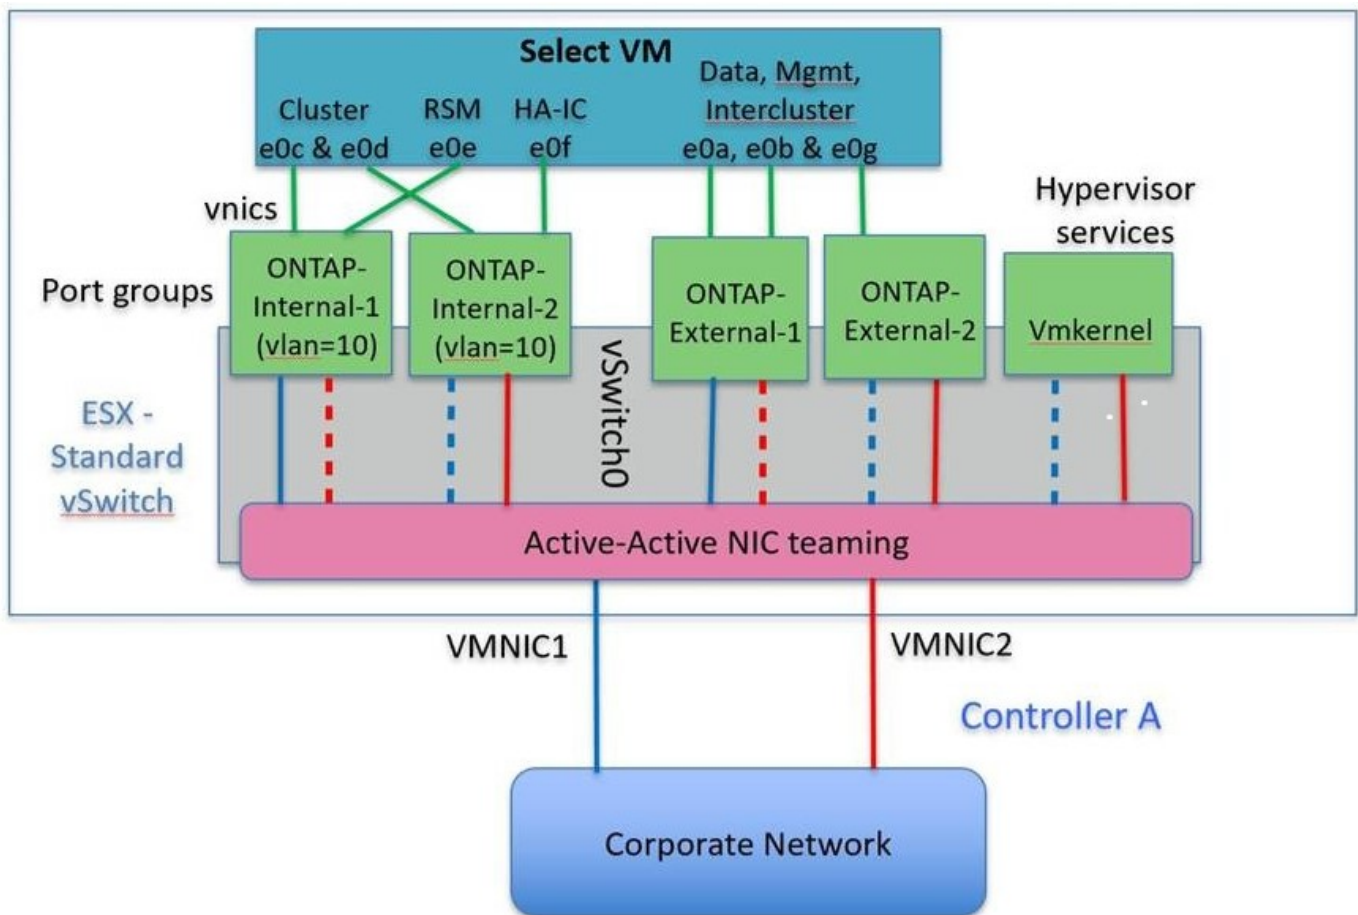 Select VM
Cluster
e0c & e0d
RSM
e0e
HA-IC
e0f
Data, Mgmt,
Intercluster
e0a, e0b & e0g
vnics
Hypervisor
services
Port groups
ONTAP-
Internal-1
(vlan=10)
ONTAP-
Internal-2
(vlan=10)
ONTAP-
External-1
ONTAP-
External-2
Vmkernel
vSwitch0
ESX -
Standard
vSwitch
Active-Active NIC teaming
VMNIC1
VMNIC2
Controller A
Corporate Network